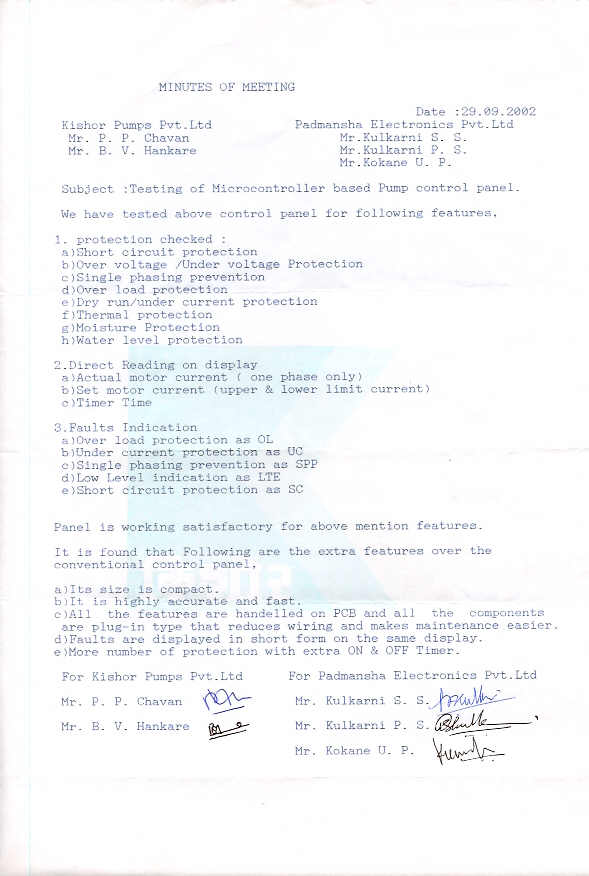 MINUTES OF MEETING
Date :29.09.2002
Kishor Pumps Pvt.Ltd Padmansha Electronics Pvt.Ltd
Mr. P. P. Chavan Mr.Kulkarni S. S.
Mr. B. V. Hankare Mr.Kulkarni P. S.
Mr.Kokane U. P.
Subject :Testing of Microcontroller based Pump control panel.
We have tested above control panel for following features.
1. protection checked :
a)Short circuit protection
b)Over voltage /Under voltage Protection
c)Single phasing prevention
d)Over load protection
e)Dry run/under current protection
f)Thermal protection
g)Moisture Protection
h)Water level protection
2.Direct Reading on display
a)Actual motor current ( one phase only)
b)Set motor current (upper & lower limit current)
c)Timer Time
3.Faults Indication
a)Over load protection as OL
b)Under current protection as UC
c)Single phasing prevention as SPP
d)Low Level indication as LTE
e)Short circuit protection as SC
Panel is working satisfactory for above mention features.
It is found that Following are the extra features over the
conventional control panel,
a)Its size is compact.
b)It is highly accurate and fast.
c)All the features are handelled on PCB and all the components
are plug-in type that reduces wiring and makes maintenance easier.
d)Faults are displayed in short form on the same display.
e)More number of protection with extra ON & OFF Timer.
For Kishor Pumps Pvt.Ltd For Padmansha Electronics Pvt.Ltd
Mr. P. P. Chavan Mr. Kulkarni S. S.
Mr. B. V. Hankare Mr. Kulkarni P. S.
Mr. Kokane U. P.